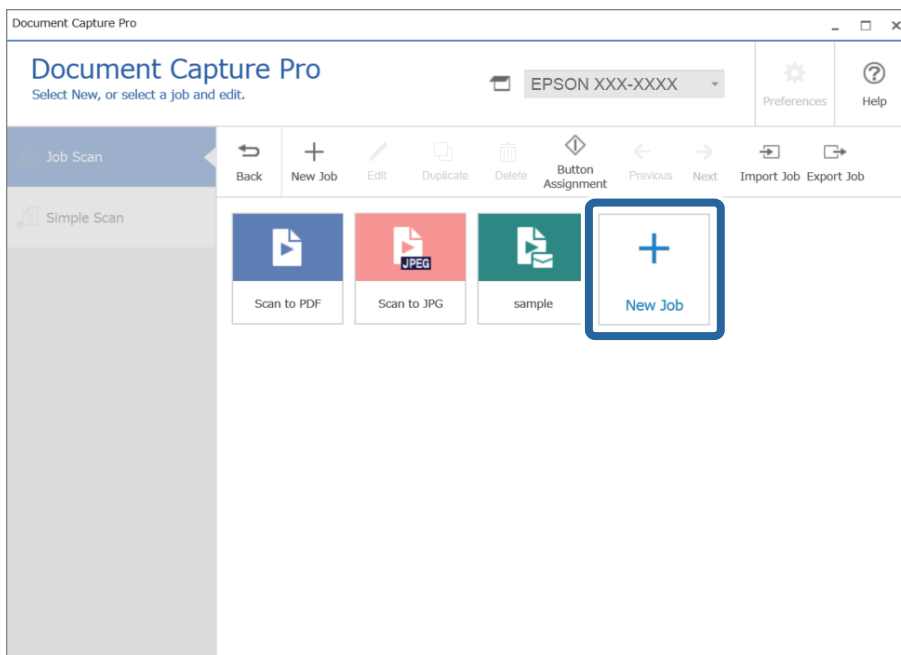 Document Capture Pro
Document Capture Pro
Select New, or select a job and edit.
EPSON XXX-XXXX
Preferences
Help
Job Scan
Simple Scan
Back
New Job
Edit
Duplicate
Delete
Button
Assignment
Previous
Next
Import Job
Export Job
JPEG
Scan to PDF
Scan to JPG
sample
New Job